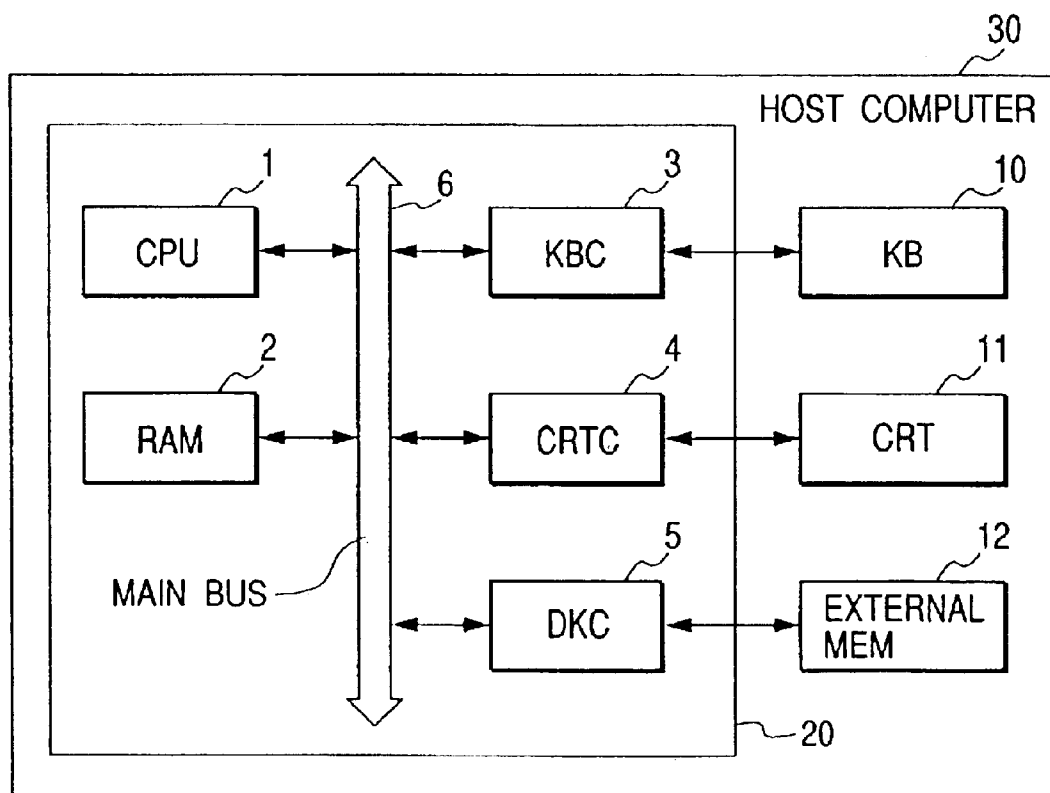 30
HOST COMPUTER
1
6
3
10
CPU
KBC
KB
2
4
11
RAM
CRTC
CRT
5
12
MAIN BUS
DKC
EXTERNAL
MEM
20